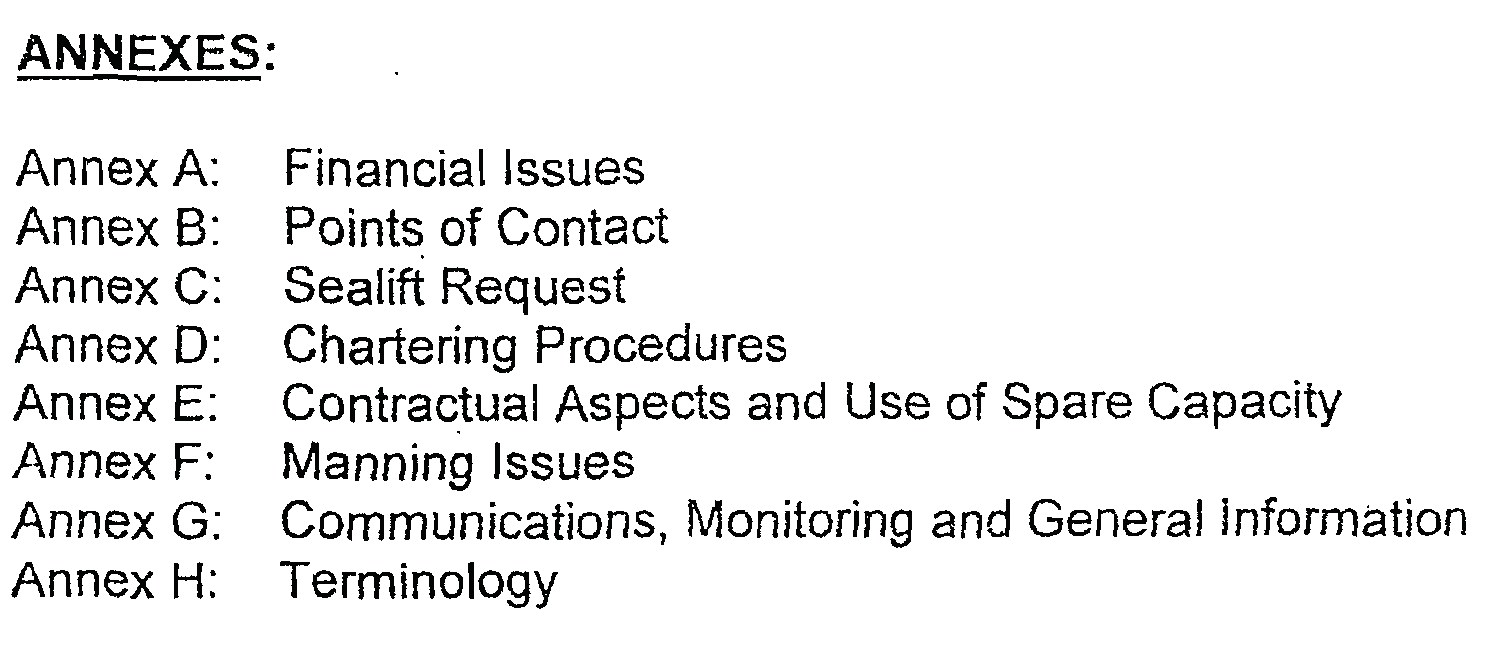 ANNEXES:
Annex A: Financial Issues
Annex B: Points of Contact
Annex C: Sealift Request
Annex D: Chartering Procedures
Annex E: Contractual Aspects and Use of Spare Capacity
Annex F: Manning Issues
Annex G: Communications, Monitoring and General Information
Annex H: Terminology